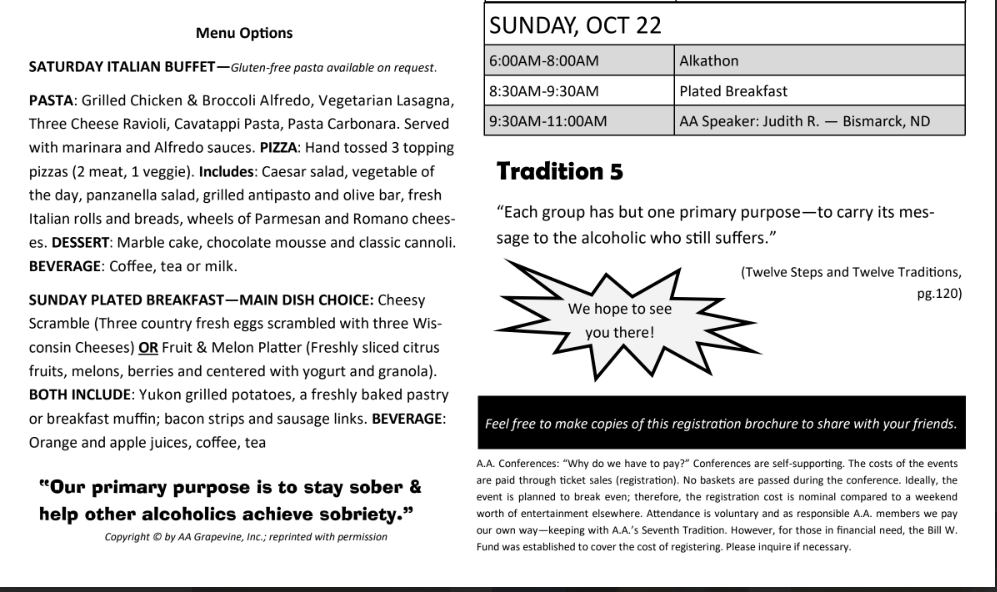 Menu Options
SATURDAY ITALIAN BUFFET—Gluten-free pasta available on request.
PASTA: Grilled Chicken & Broccoli Alfredo, Vegetarian Lasagna,
Three Cheese Ravioli, Cavatappi Pasta, Pasta Carbonara. Served
with marinara and Alfredo sauces. PIZZA: Hand tossed 3 topping
pizzas (2 meat, 1 veggie). Includes: Caesar salad, vegetable of
the day, panzanella salad, grilled antipasto and olive bar, fresh
Italian rolls and breads, wheels of Parmesan and Romano chees-
es. DESSERT: Marble cake, chocolate mousse and classic cannoli.
BEVERAGE: Coffee, tea or milk.
SUNDAY PLATED BREAKFAST—MAIN DISH CHOICE: Cheesy
Scramble (Three country fresh eggs scrambled with three Wis-
consin Cheeses) OR Fruit & Melon Platter (Freshly sliced citrus
fruits, melons, berries and centered with yogurt and granola).
BOTH INCLUDE: Yukon grilled potatoes, a freshly baked pastry
or breakfast muffin; bacon strips and sausage links. BEVERAGE:
Orange and apple juices, coffee, tea
“Our primary purpose is to stay sober &
help other alcoholics achieve sobriety.”
Copyright © by AA Grapevine, Inc.; reprinted with permission
SUNDAY, OCT 22
6:00AM-8:00AM Alkathon
8:30AM-9:30AM Plated Breakfast
9:30AM-11:00AM AA Speaker: Judith R. — Bismarck, ND
Tradition 5
“Each group has but one primary purpose—to carry its mes-
sage to the alcoholic who still suffers.”
(Twelve Steps and Twelve Traditions,
pg.120)
We hope to see
you there!
Feel free to make copies of this registration brochure to share with your friends.
A.A. Conferences: “Why do we have to pay?” Conferences are self-supporting. The costs of the events
are paid through ticket sales (registration). No baskets are passed during the conference. Ideally, the
event is planned to break even; therefore, the registration cost is nominal compared to a weekend
worth of entertainment elsewhere. Attendance is voluntary and as responsible A.A. members we pay
our own way—keeping with A.A.’s Seventh Tradition. However, for those in financial need, the Bill W.
Fund was established to cover the cost of registering. Please inquire if necessary.